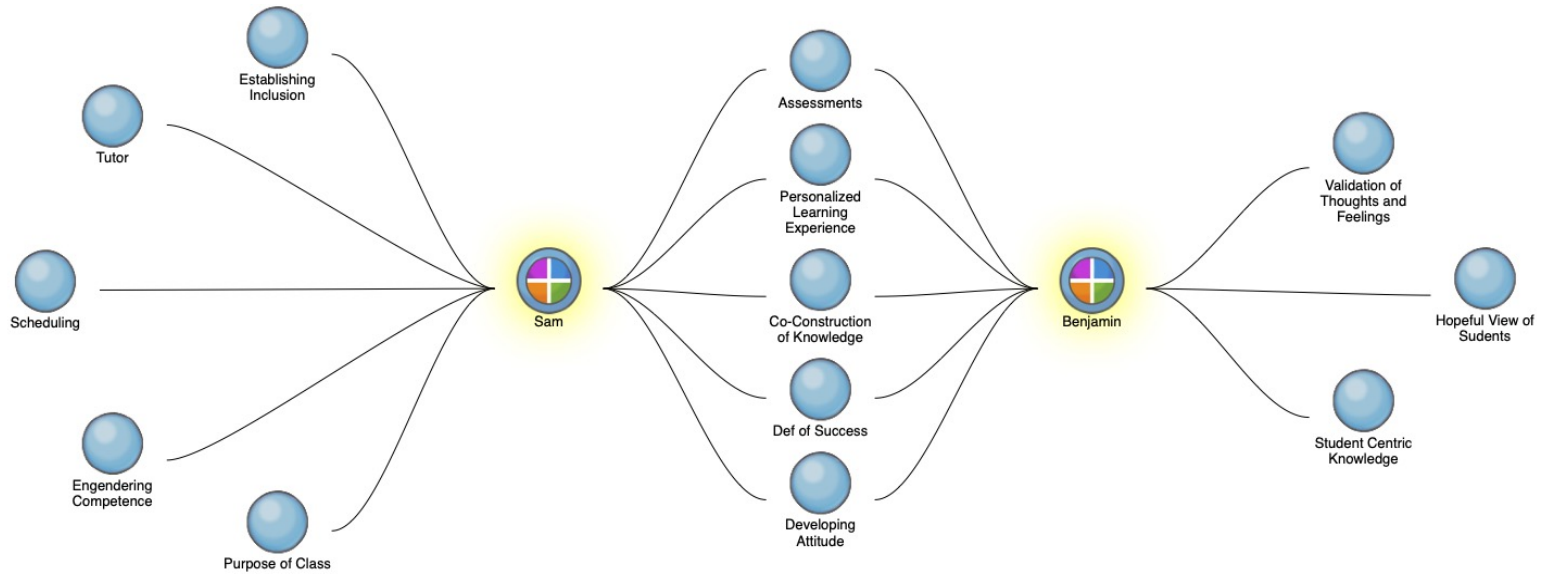 Establishing
Inclusion
Tutor
Scheduling
Engendering
Competence
Purpose of Class
Sam
Assessments
Personalized
Learning
Experience
Co-Construction
of Knowledge
Def of Success
Developing
Attitude
Benjamin
Validation of
Thoughts and
Feelings
Hopeful View of
Sudents
Student Centric
Knowledge